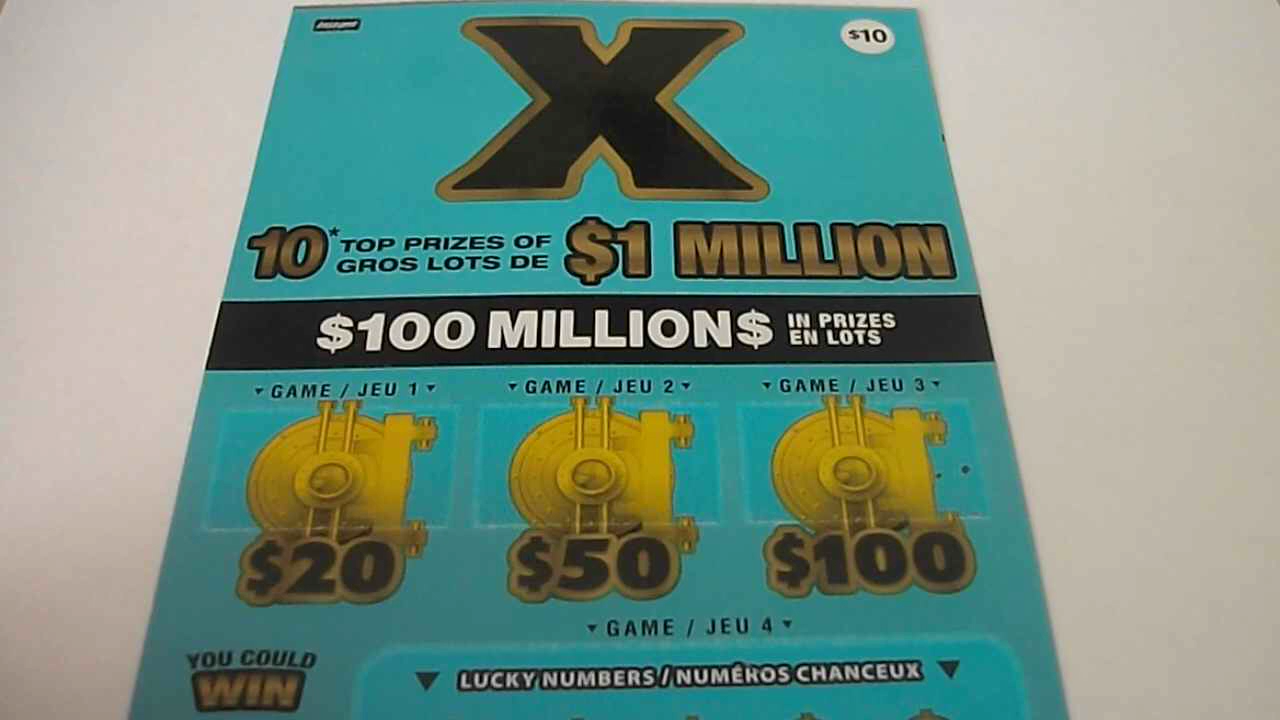 INSTANT
$10
X
10* TOP PRIZES OF
GROS LOTS DE
$1 MILLION
$100 MILLION$ IN PRIZES
EN LOTS
GAME / JEU 1
GAME / JEU 2
GAME / JEU 3
$20
$50
$100
GAME / JEU 4
YOU COULD
WIN
LUCKY NUMBERS / NUMÉROS CHANCEUX